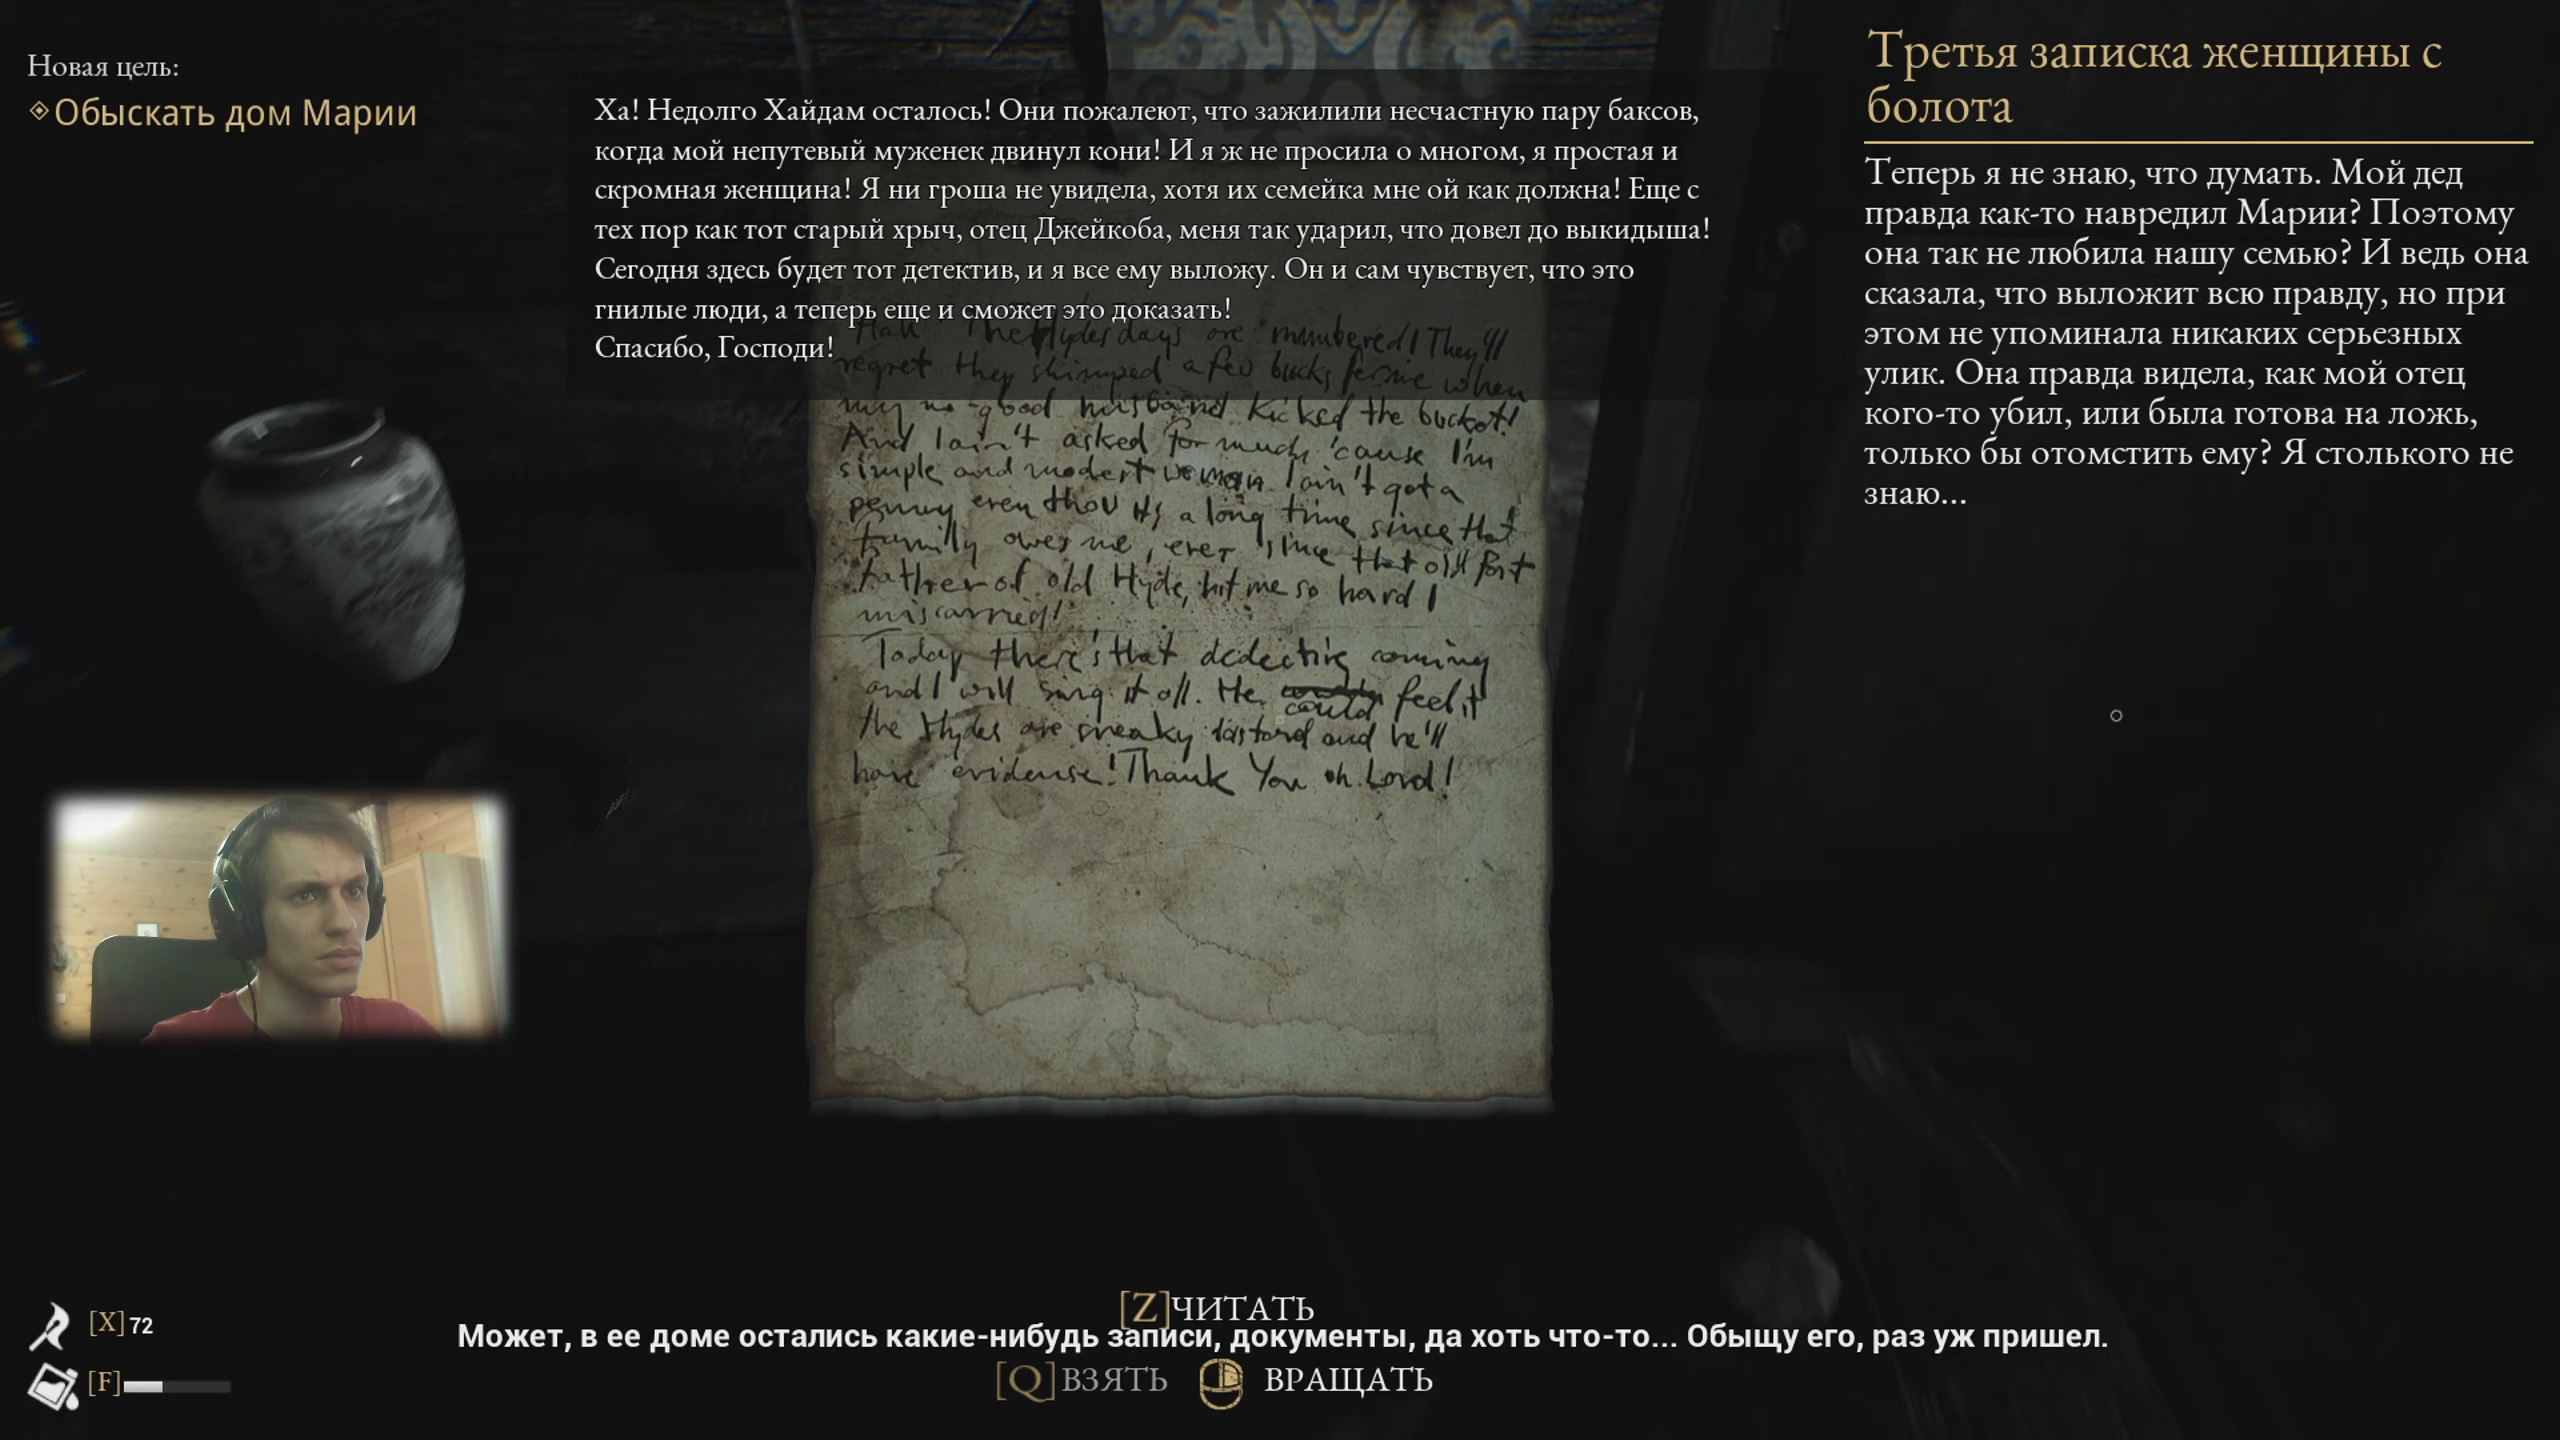 Новая цель:
Обыскать дом Марии
Ха! Недолго Хайдам осталось! Они пожалеют, что зажилили несчастную пару баксов,
когда мой непутевый муженек двинул кони! И я ж не просила о многом, я простая и
скромная женщина! Я ни гроша не увидела, хотя их семейка мне ой как должна! Еще с
тех пор как тот старый хрыч, отец Джейкоба, меня так ударил, что довел до выкидыша!
Сегодня здесь будет тот детектив, и я все ему выложу. Он и сам чувствует, что это
гнилые люди, а теперь еще и сможет это доказать!
Спасибо, Господи!
Hah! The Hydes days are numbered! They'll
regret they skimped a few bucks for me when
my no-good husband kicked the bucket!
And I ain't asked for much 'cause I'm
simple and modest woman. I ain't got a
penny even thou its a long time since that
family owes me, ever since that old fart
father of old Hyde, hit me so hard I
miscarried!
Today there's that dedective coming
and I will sing it all. He could feel it
the Hydes are sneaky bastard and he'll
have evidense! Thank You oh Lord!
Третья записка женщины с
болота
Теперь я не знаю, что думать. Мой дед
правда как-то навредил Марии? Поэтому
она так не любила нашу семью? И ведь она
сказала, что выложит всю правду, но при
этом не упоминала никаких серьезных
улик. Она правда видела, как мой отец
кого-то убил, или была готова на ложь,
только бы отомстить ему? Я столького не
знаю...
[Z] ЧИТАТЬ
Может, в ее доме остались какие-нибудь записи, документы, да хоть что-то... Обыщу его, раз уж пришел.
[Q] ВЗЯТЬ ВРАЩАТЬ
[X] 72
[F]